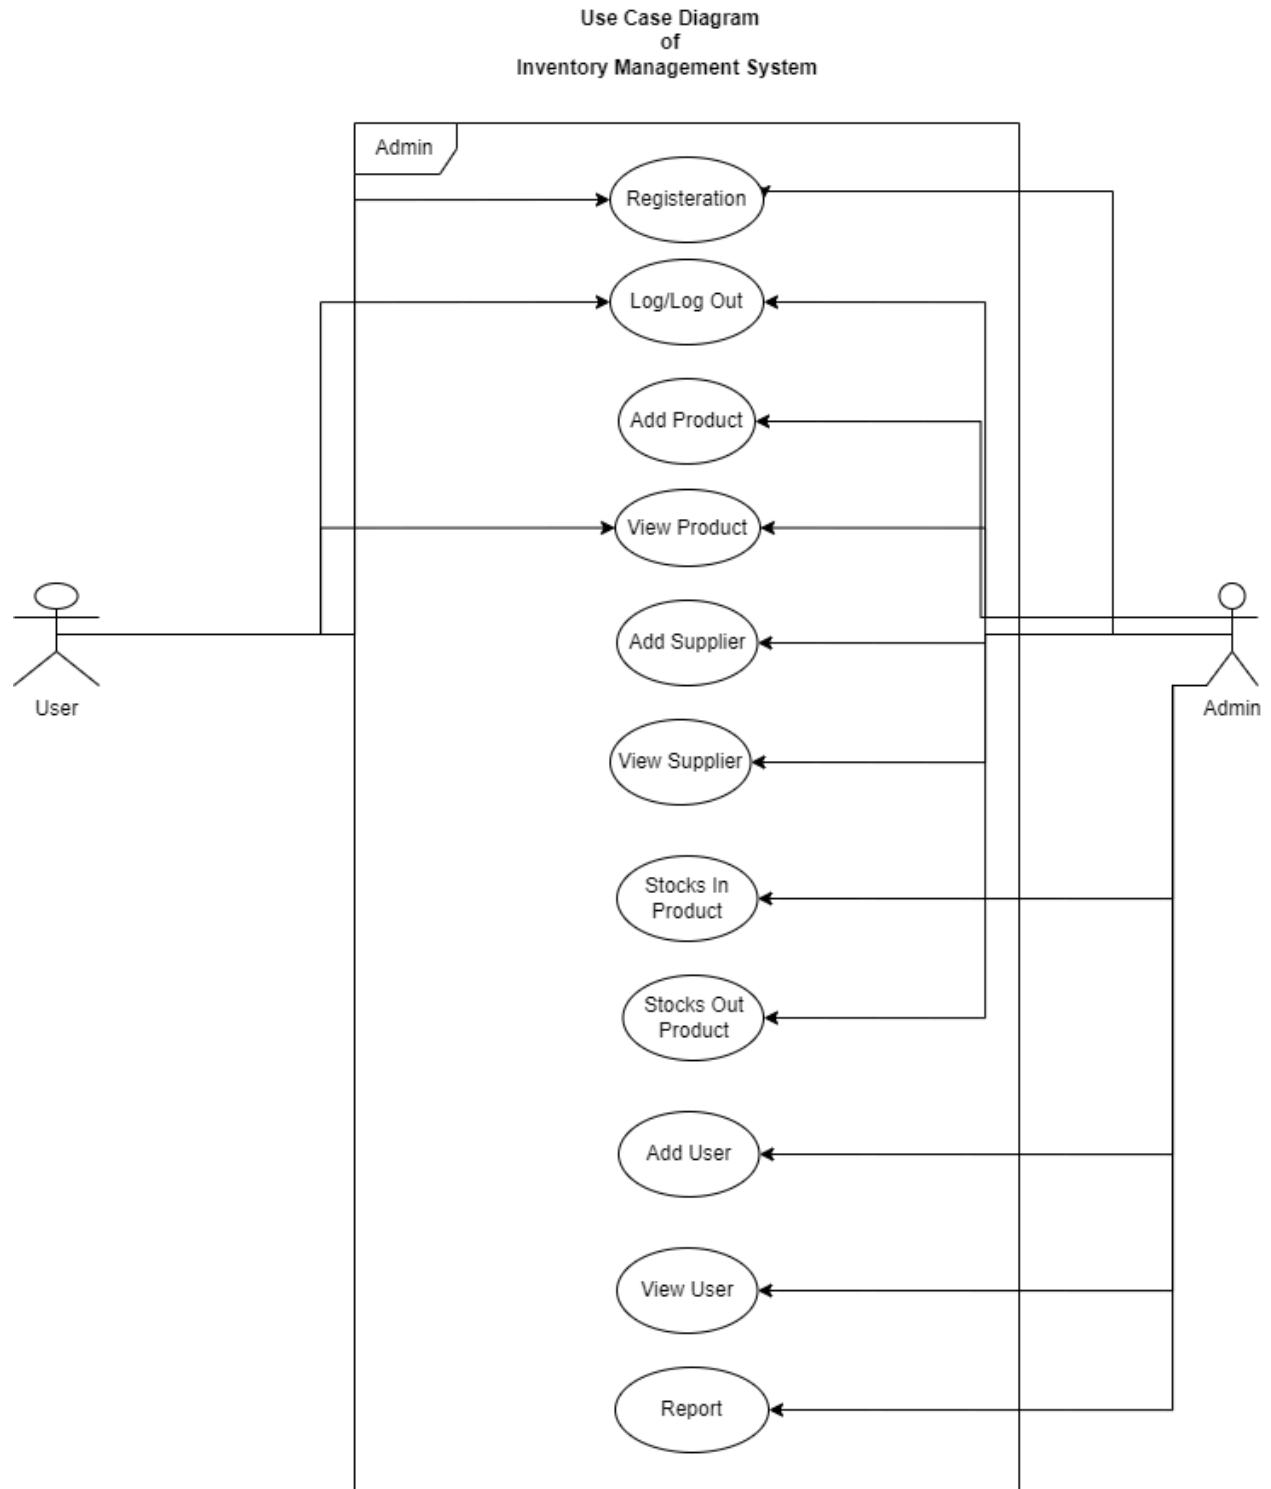 Use Case Diagram
of
Inventory Management System
Admin
Registeration
Log/Log Out
Add Product
View Product
Add Supplier
User
Admin
View Supplier
Stocks In
Product
Stocks Out
Product
Add User
View User
Report